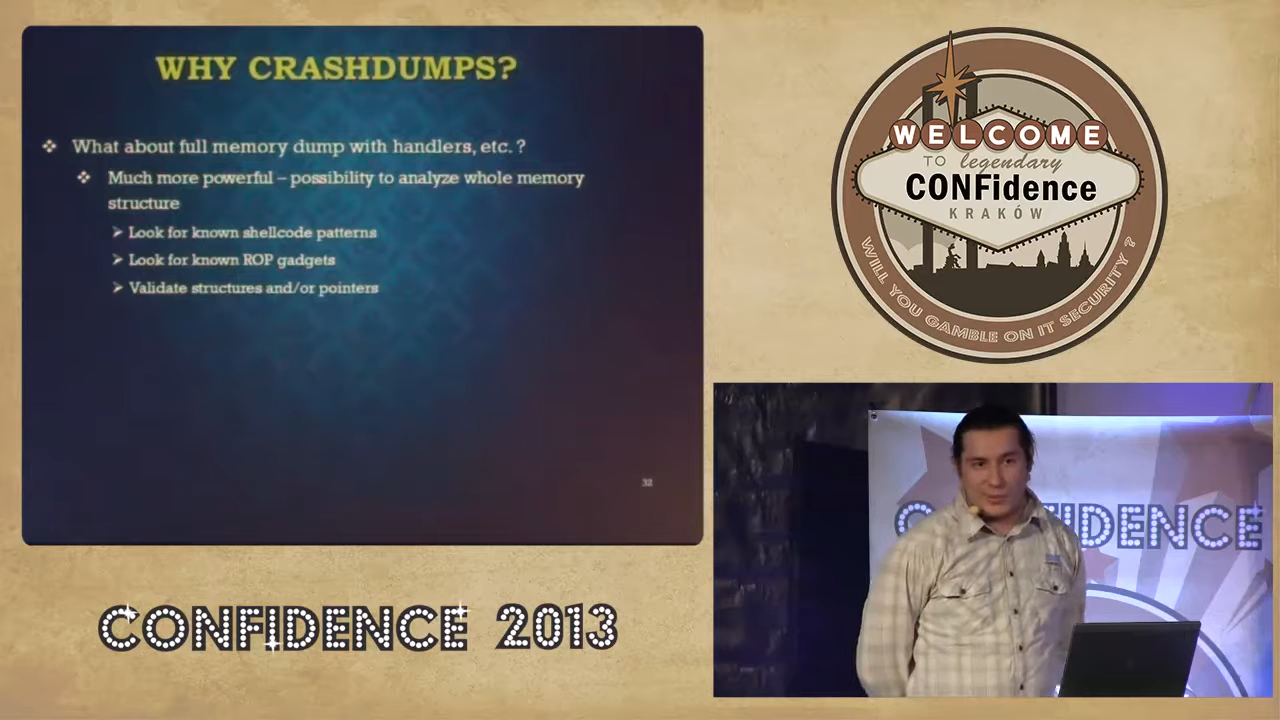 WHY CRASHDUMPS?
What about full memory dump with handlers, etc. ?
Much more powerful – possibility to analyze whole memory
structure
Look for known shellcode patterns
Look for known ROP gadgets
Validate structures and/or pointers
32
CONFIDENCE 2013
WELCOME
TO legendary
CONFidence
KRAKÓW
WILL YOU GAMBLE ON IT SECURITY ?
IDENCE